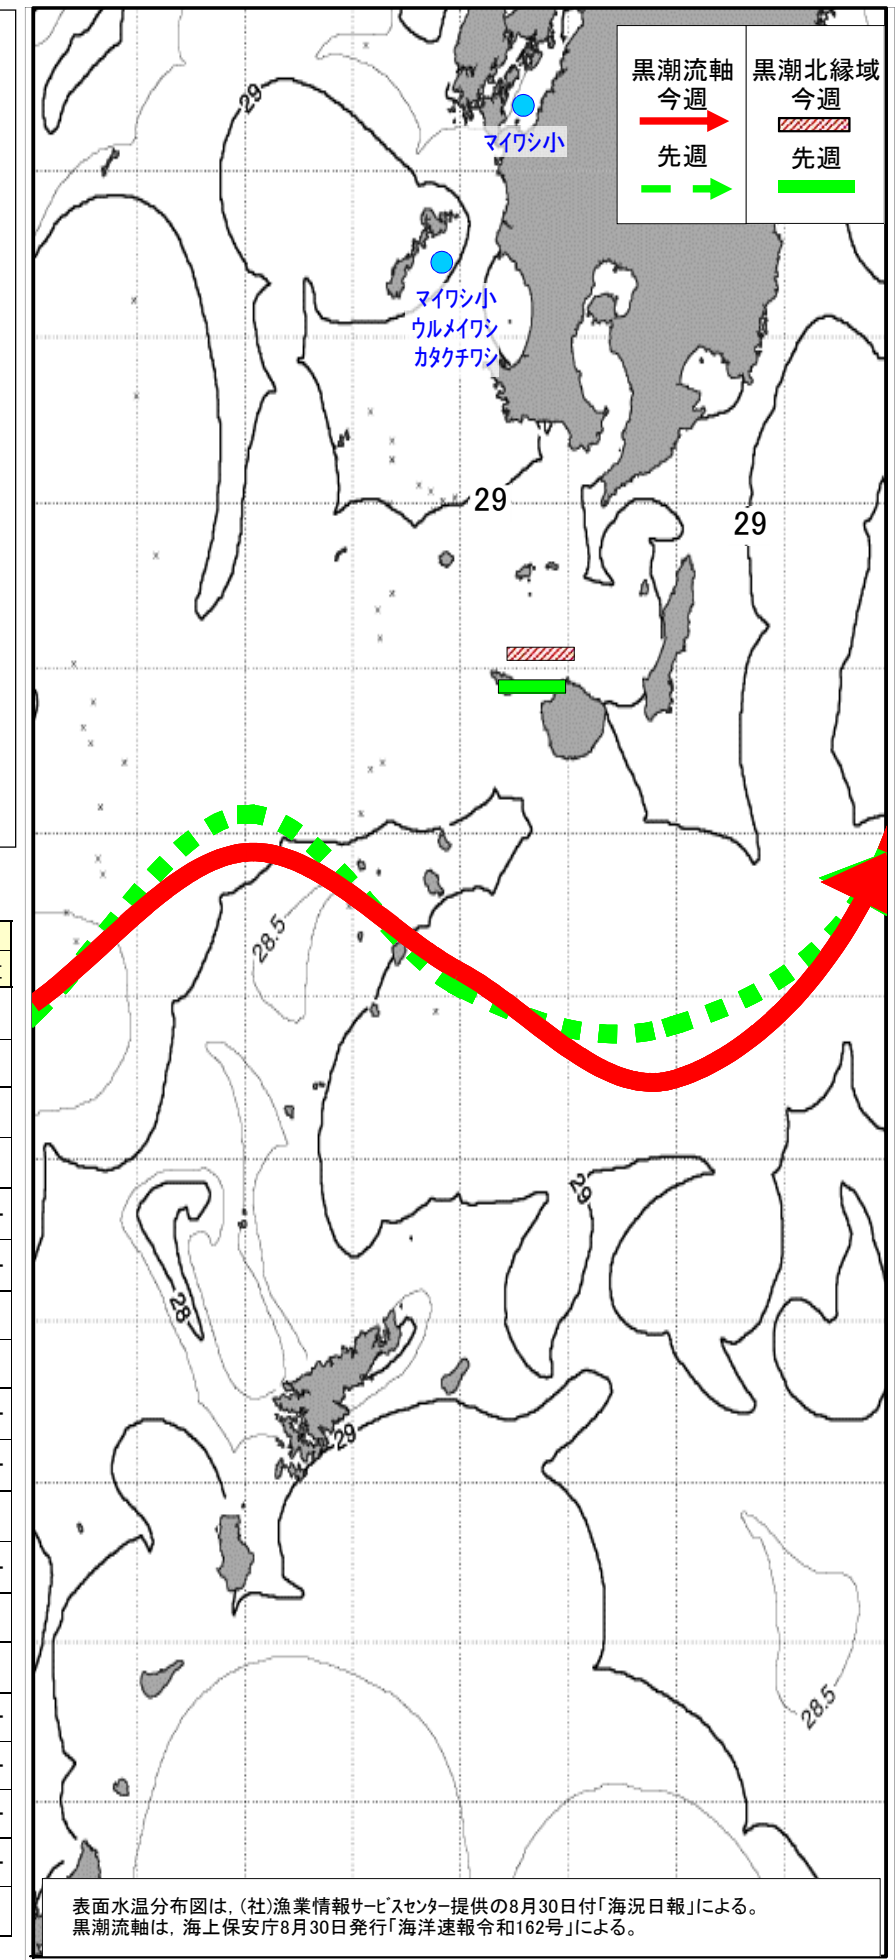 黒潮流軸
今週
先週
黒潮北縁域
今週
先週
29
マイワシ小
マイワシ小
ウルメイワシ
カタクチワシ
29
29
28.5
29
28
29
28.5
表面水温分布図は, (社)漁業情報サービスセンター提供の8月30日付「海況日報」による。
黒潮流軸は, 海上保安庁8月30日発行「海洋速報令和162号」による。